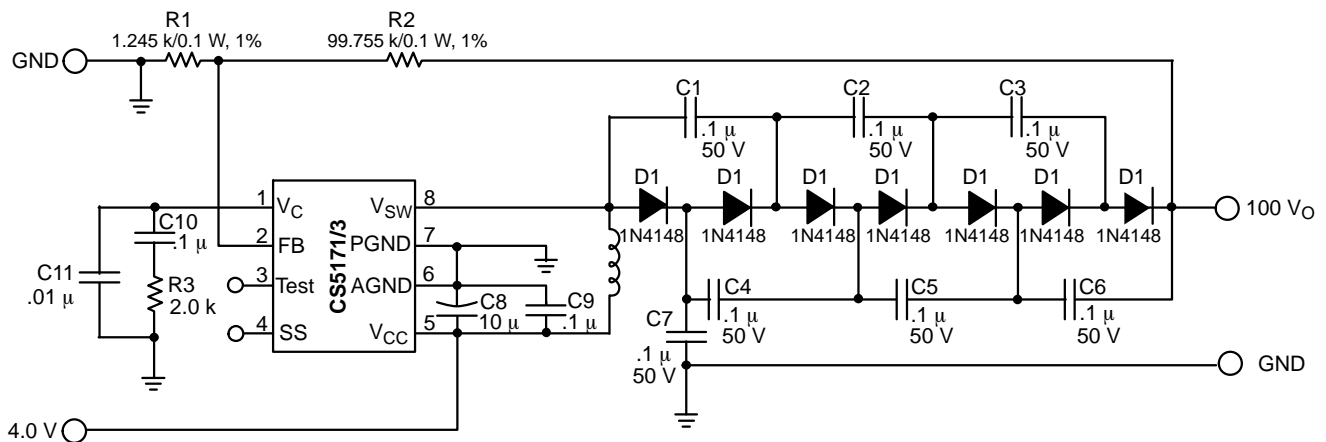 R1
1.245 k/0.1 W, 1%
R2
99.755 k/0.1 W, 1%
GND
C1
.1 µ
50 V
C2
.1 µ
50 V
C3
.1 µ
50 V
D1
1N4148
D1
1N4148
D1
1N4148
D1
1N4148
D1
1N4148
D1
1N4148
D1
1N4148
100 VO
1
VC
2
FB
3
Test
4
SS
CS5171/3
VSW
8
PGND
7
AGND
6
VCC
5
C10
.1 µ
C11
.01 µ
R3
2.0 k
C8
10 µ
C9
.1 µ
C7
.1 µ
50 V
C4
.1 µ
50 V
C5
.1 µ
50 V
C6
.1 µ
50 V
GND
4.0 V